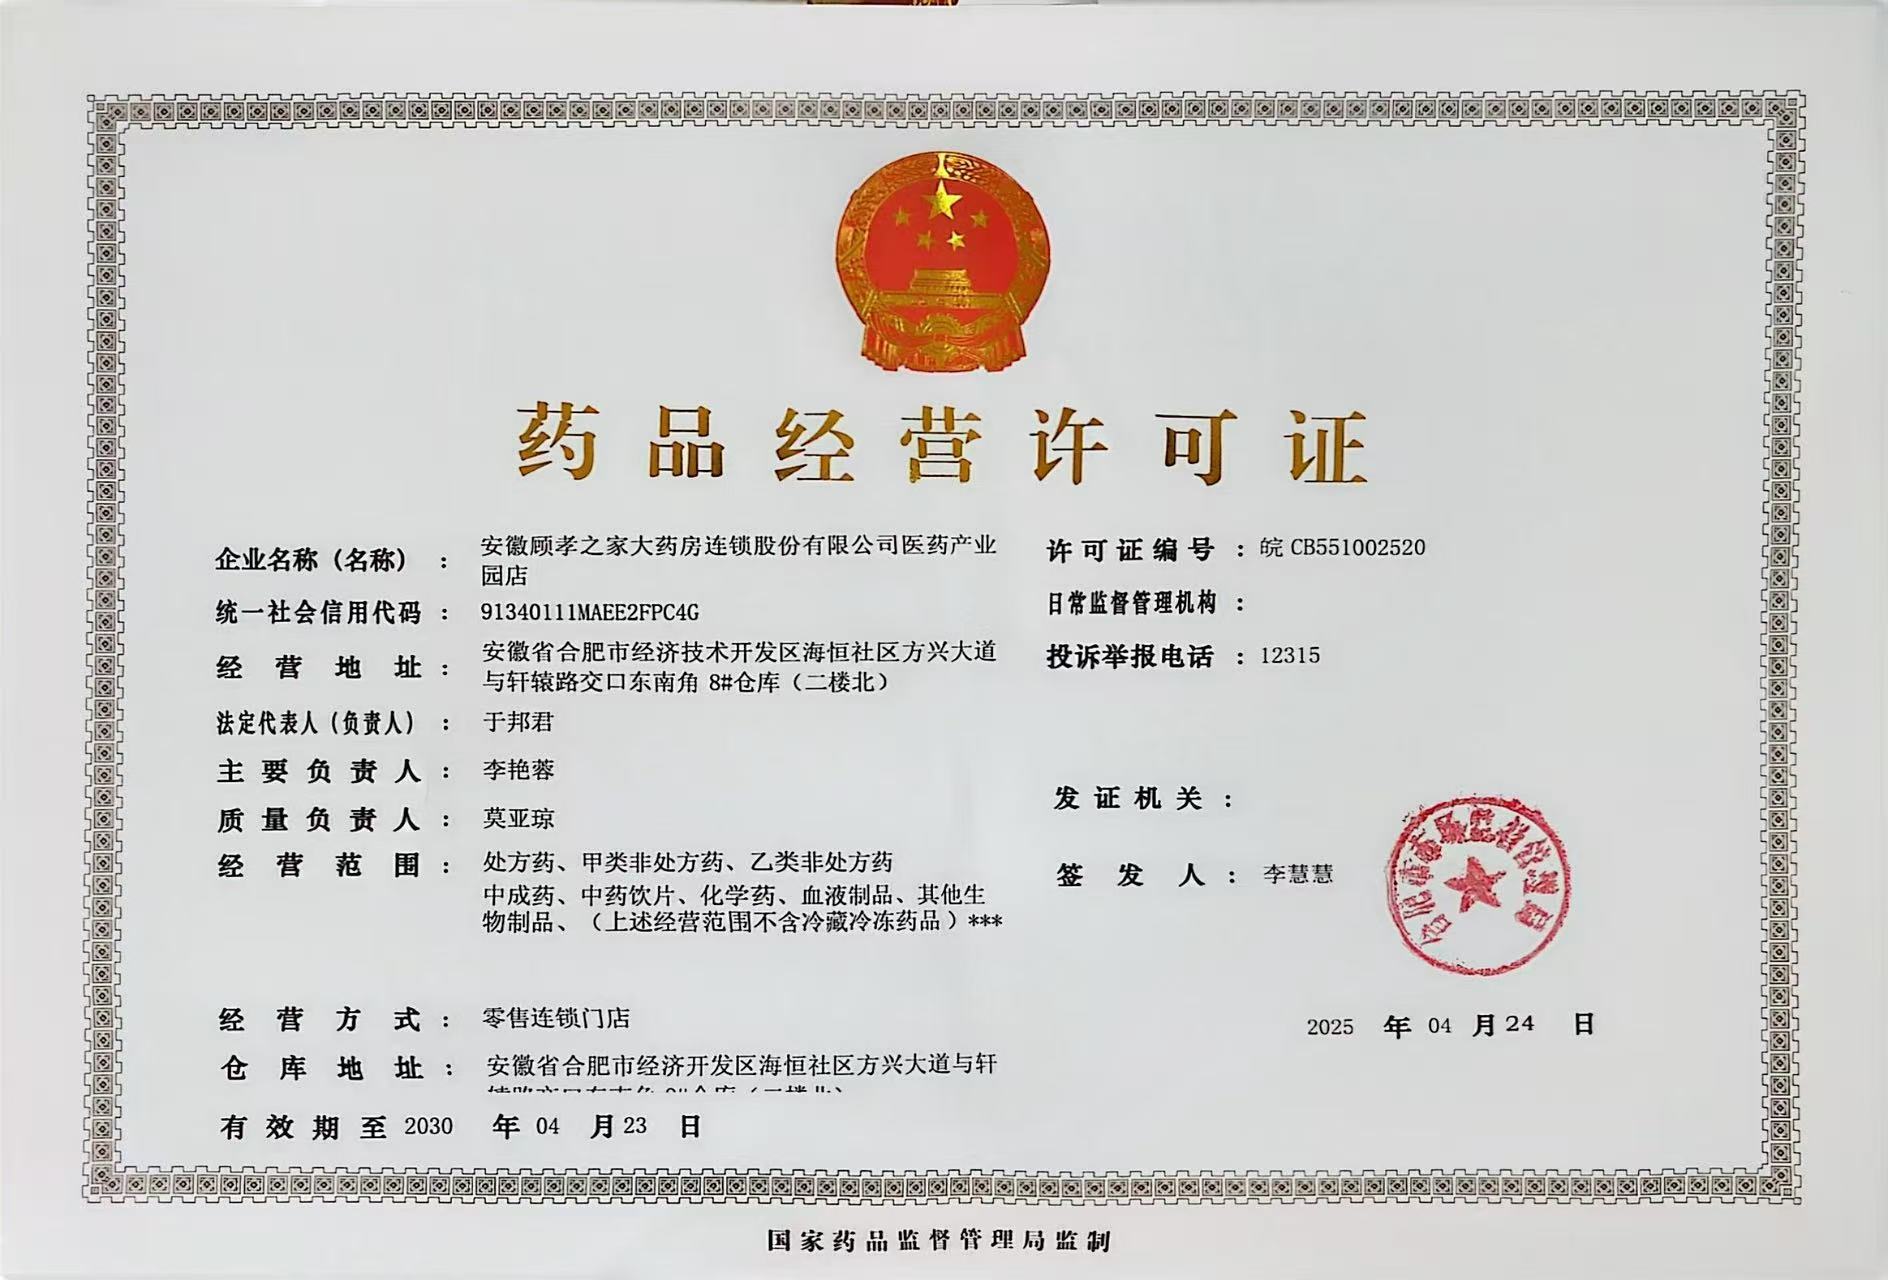 药品经营许可证
企业名称（名称）：安徽顾孝之家大药房连锁股份有限公司医药产业
园店
统一社会信用代码：91340111MAEE2FPC4G
经营地址：安徽省合肥市经济技术开发区海恒社区方兴大道
与轩辕路交口东南角 8#仓库（二楼北）
法定代表人（负责人）：于邦君
主要负责人：李艳蓉
质量负责人：莫亚琼
经营范围：处方药、甲类非处方药、乙类非处方药
中成药、中药饮片、化学药、血液制品、其他生
物制品、（上述经营范围不含冷藏冷冻药品）***
经营方式：零售连锁门店
仓库地址：安徽省合肥市经济开发区海恒社区方兴大道与轩
有效期至 2030 年 04 月 23 日
许可证编号：皖 CB551002520
日常监督管理机构：
投诉举报电话：12315
发证机关：
签发人：李慧慧
合肥市市场监督管理局
2025 年 04 月 24 日
国家药品监督管理局监制